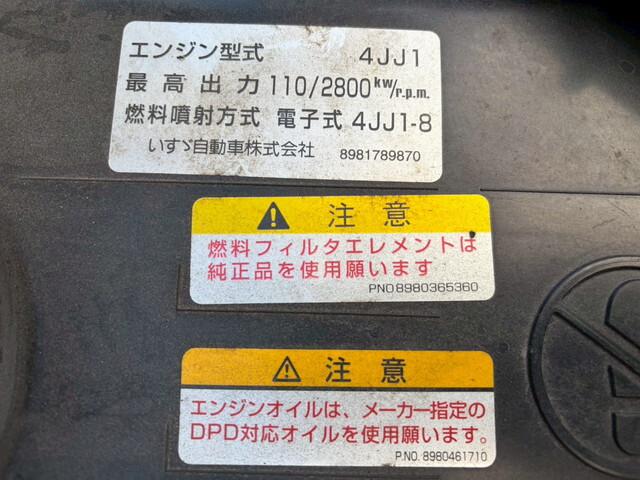 エンジン型式 4JJ1
最高出力 110/2800kw/r.p.m.
燃料噴射方式 電子式 4JJ1-8
いすゞ自動車株式会社 8981789870
注意
燃料フィルタエレメントは
純正品を使用願います
PNO.8980365360
注意
エンジンオイルは、メーカー指定の
DPD対応オイルを使用願います。
P.NO. 8980461710